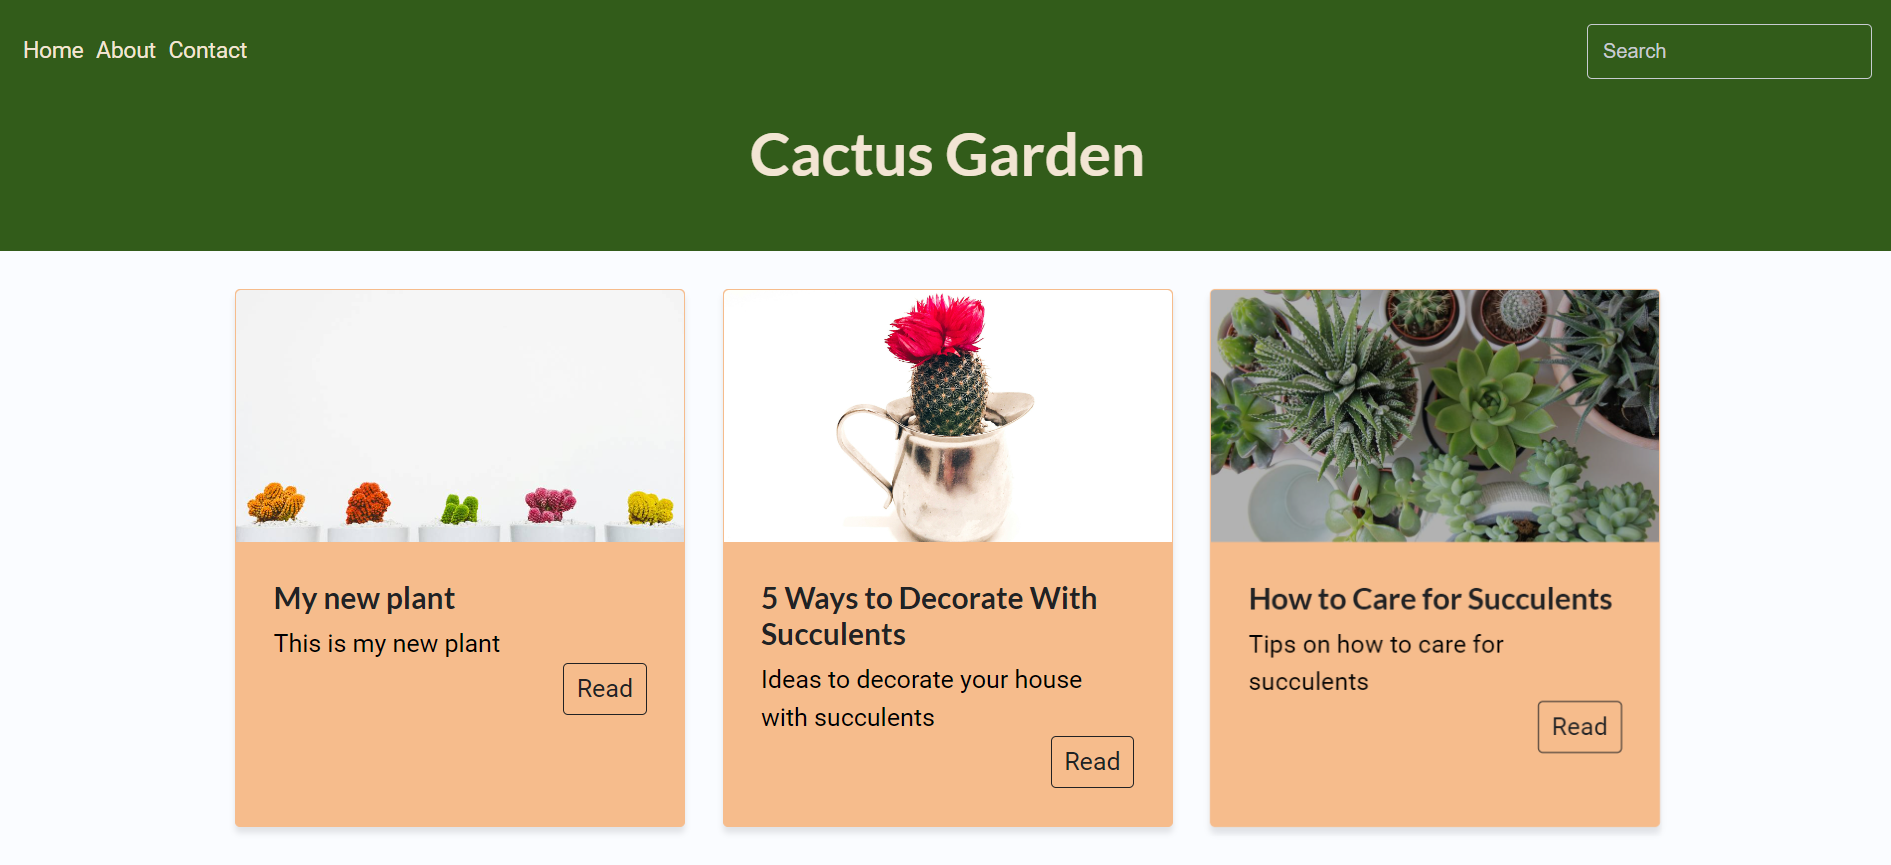 Home About Contact
Search
Cactus Garden
My new plant
This is my new plant
Read
5 Ways to Decorate With
Succulents
Ideas to decorate your house
with succulents
Read
How to Care for Succulents
Tips on how to care for
succulents
Read